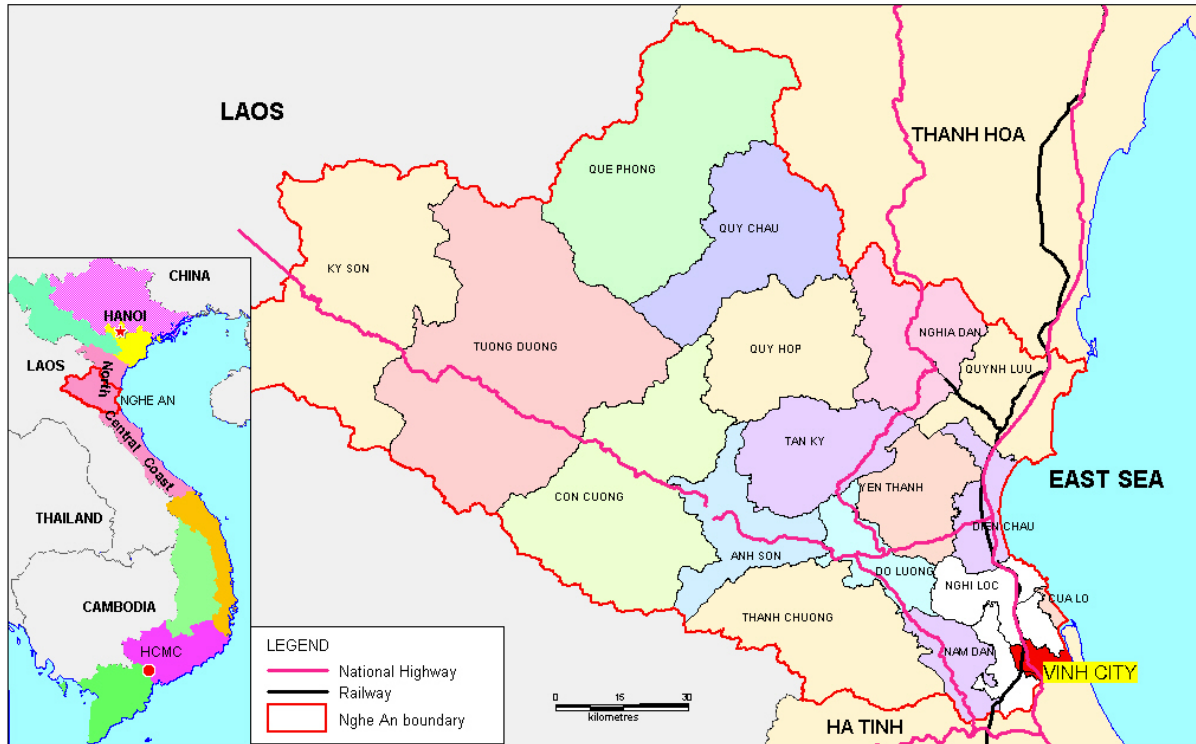 LAOS
THANH HOA
QUE PHONG
QUY CHAU
KY SON
TUONG DUONG
QUY HOP
NGHIA DAN
QUYNH LUU
TAN KY
CON CUONG
YEN THANH
EAST SEA
DIEN CHAU
ANH SON
DO LUONG
NGHI LOC
CUA LO
THANH CHUONG
NAM DAN
VINH CITY
HA TINH
CHINA
HANOI
LAOS
North Central Coast
NGHE AN
THAILAND
CAMBODIA
HCMC
LEGEND
National Highway
Railway
Nghe An boundary
0 15 30
kilometres